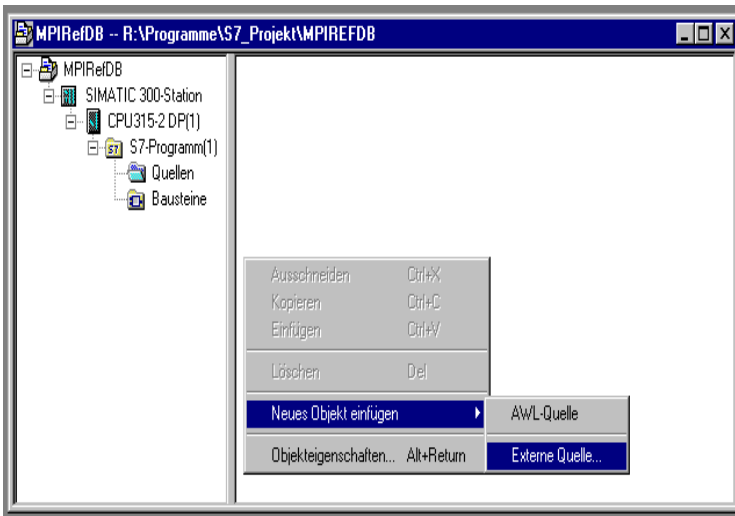 MPIRefDB -- R:\Programme\S7_Projekt\MPIREFDB
MPIRefDB
SIMATIC 300-Station
CPU315-2 DP(1)
S7 S7-Programm(1)
Quellen
Bausteine
Ausschneiden Ctrl+X
Kopieren Ctrl+C
Einfügen Ctrl+V
Löschen Del
Neues Objekt einfügen
Objekteigenschaften... Alt+Return
AWL-Quelle
Externe Quelle...